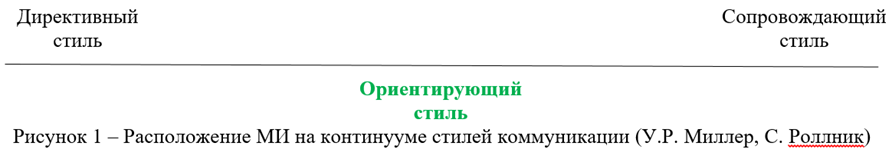 Директивный Сопровождающий
стиль стиль
Ориентирующий
стиль
Рисунок 1 – Расположение МИ на континууме стилей коммуникации (У.Р. Миллер, С. Роллник)